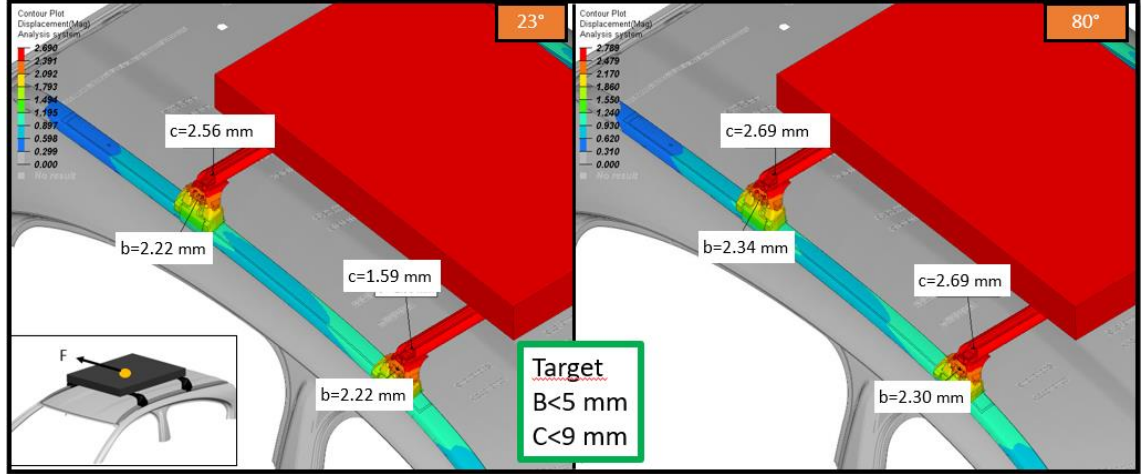 Contour Plot
Displacement(Mag)
Analysis system
2.690
2.391
2.092
1.793
1.494
1.195
0.897
0.598
0.299
0.000
No result
23°
c=2.56 mm
b=2.22 mm
c=1.59 mm
b=2.22 mm
F
Contour Plot
Displacement(Mag)
Analysis system
2.789
2.479
2.170
1.860
1.550
1.240
0.930
0.620
0.310
0.000
No result
80°
c=2.69 mm
b=2.34 mm
c=2.69 mm
b=2.30 mm
Target
B<5 mm
C<9 mm